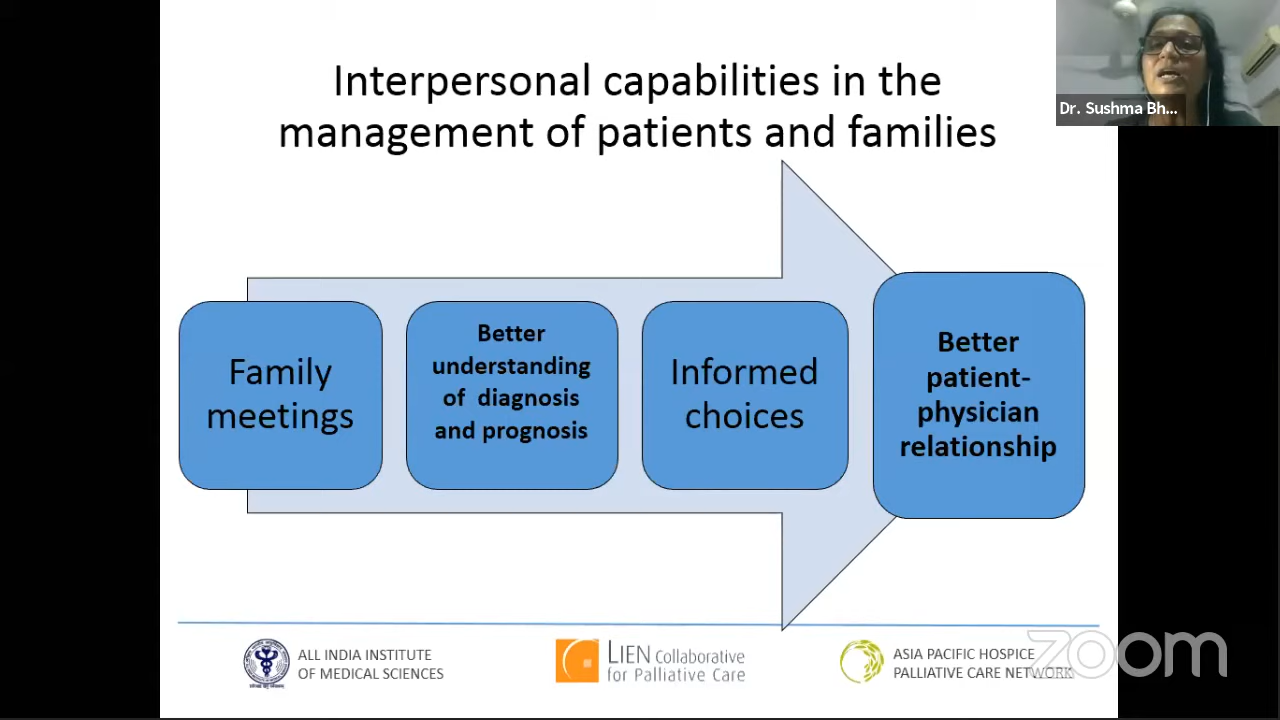 Interpersonal capabilities in the
management of patients and families
Dr. Sushma Bh...
Family
meetings
Better
understanding
of diagnosis
and prognosis
Informed
choices
Better
patient-
physician
relationship
ALL INDIA INSTITUTE
OF MEDICAL SCIENCES
LIEN Collaborative
for Palliative Care
ASIA PACIFIC HOSPICE
PALLIATIVE CARE NETWORK
zoom